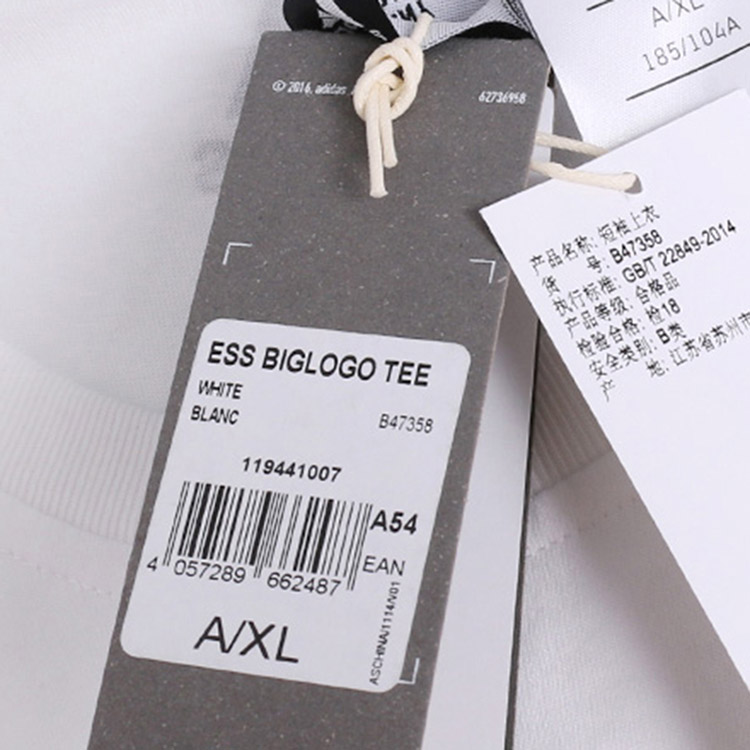 © 2016, adidas
62736958
A/XL
185/104A
产品名称: 短袖上衣
货 号: B47358
执行标准: GB/T 22849-2014
产品等级: 合格品
检验合格: 检18
安全类别: B类
产 地: 江苏省苏州市
ESS BIGLOGO TEE
WHITE
BLANC
B47358
119441007
A54
EAN
4 057289 662487
ASCHINA/1114/V01
A/XL